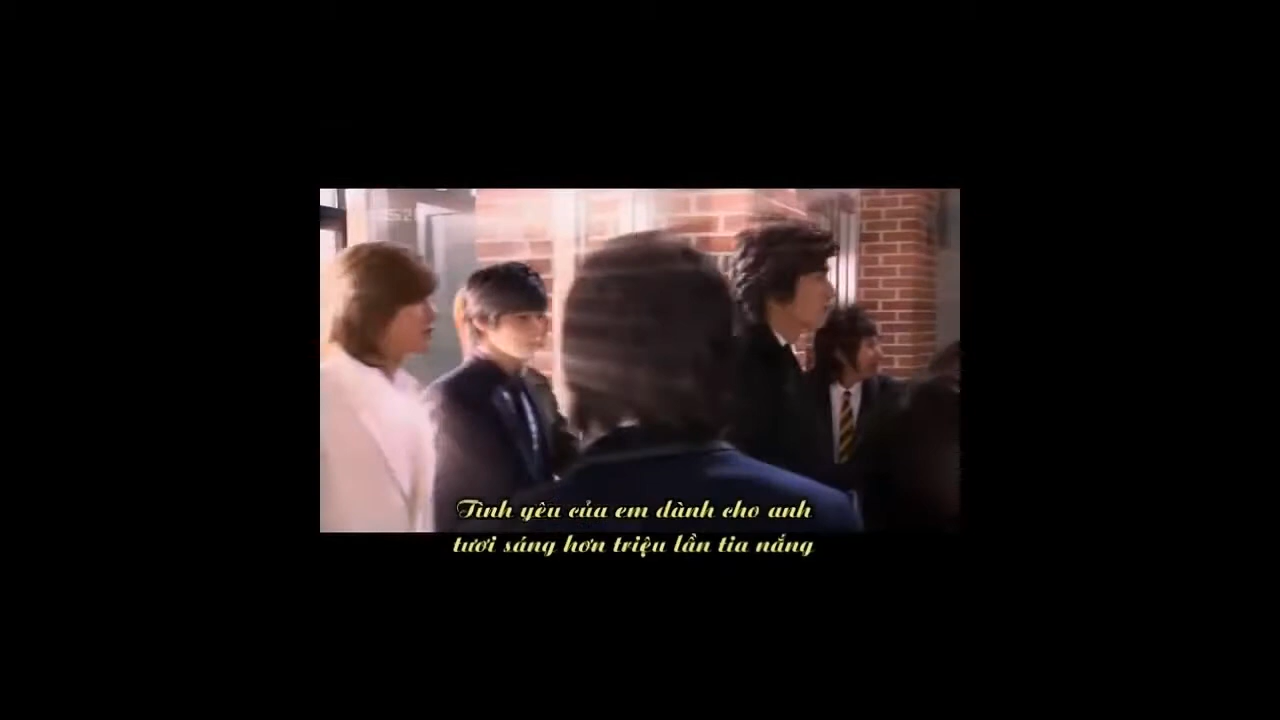 Tình yêu của em dành cho anh
tươi sáng hơn triệu lần tia nắng